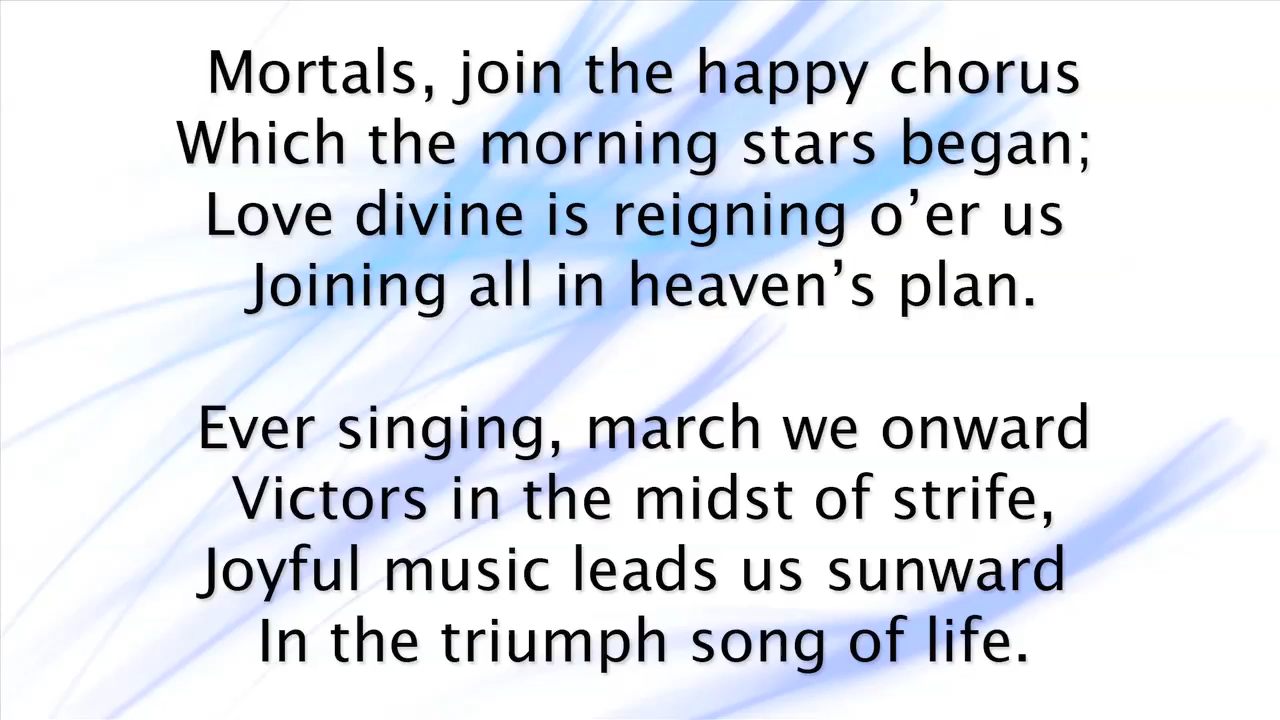 Mortals, join the happy chorus
Which the morning stars began;
Love divine is reigning o’er us
Joining all in heaven’s plan.
Ever singing, march we onward
Victors in the midst of strife,
Joyful music leads us sunward
In the triumph song of life.